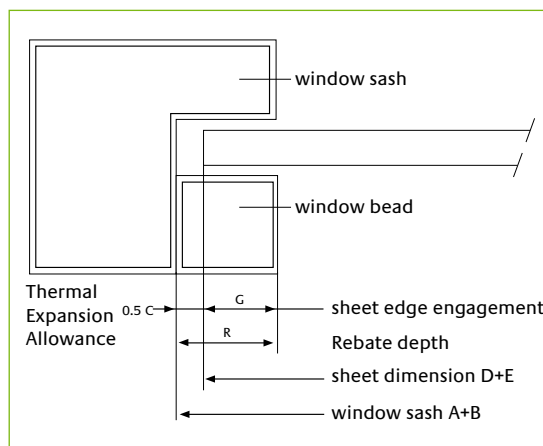 window sash
window bead
Thermal
Expansion
Allowance
0.5 C
G
sheet edge engagement
R
Rebate depth
sheet dimension D+E
window sash A+B